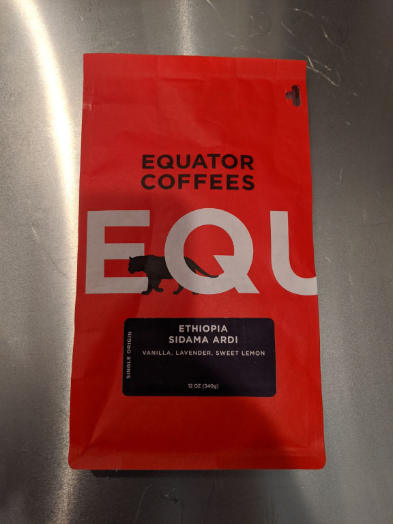 EQUATOR
COFFEES
EQU
ETHIOPIA
SIDAMA ARDI
VANILLA, LAVENDER, SWEET LEMON
SINGLE ORIGIN
12 OZ (340g)